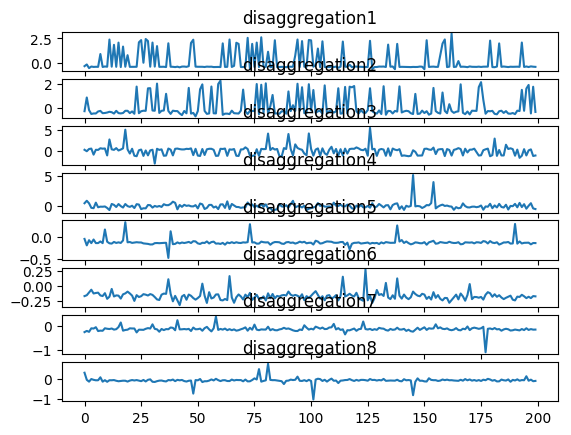 disaggregation1
2.5
0.0
disaggregation2
2
0
disaggregation3
5
0
disaggregation4
5
0
disaggregation5
0.0
−0.5
disaggregation6
0.25
0.00
−0.25
disaggregation7
0
−1
disaggregation8
0
−1
0 25 50 75 100 125 150 175 200